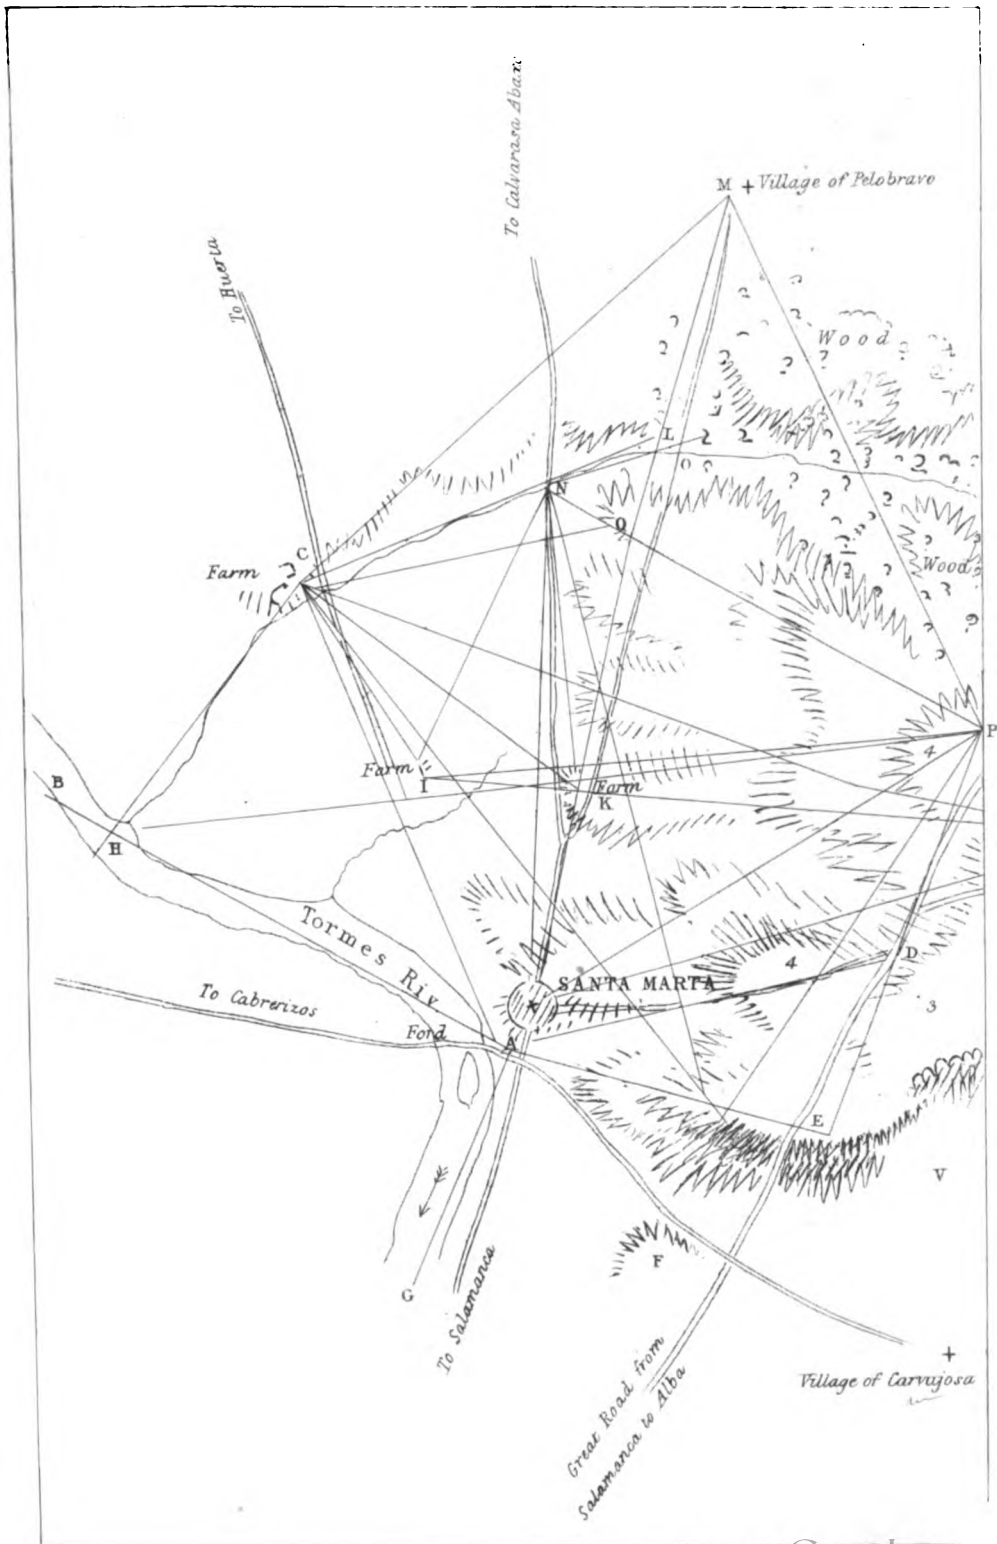 To Calvarasa Abaxo
M + Village of Pelobravo
To Huerta
Wood
L
N
O
Q
C
Farm
Wood
P
4
B
Farm
I
Farm
K
H
Tormes Riv.
4
D
SANTA MARTA
3
To Cabrerizos
Ford
A
E
V
F
G
To Salamanca
Village of Carvujosa
Great Road from
Salamanca to Alba